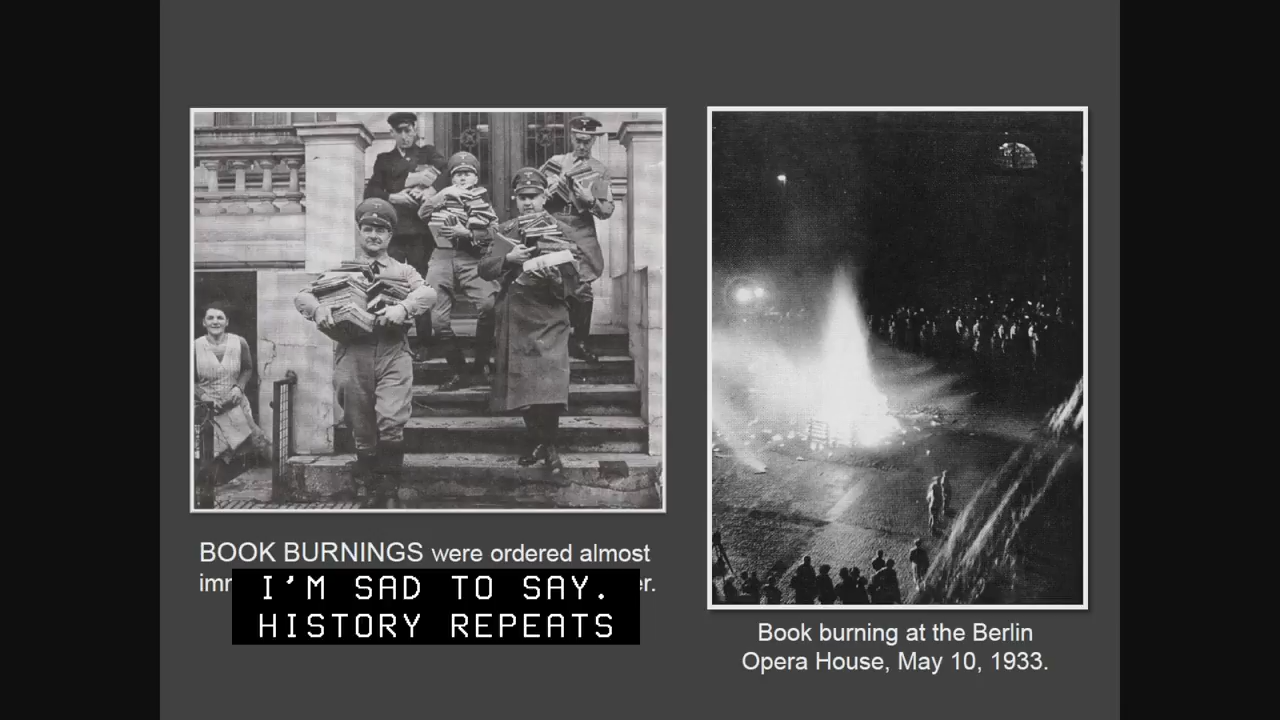 BOOK BURNINGS were ordered almost
I'M SAD TO SAY.
HISTORY REPEATS
Book burning at the Berlin
Opera House, May 10, 1933.